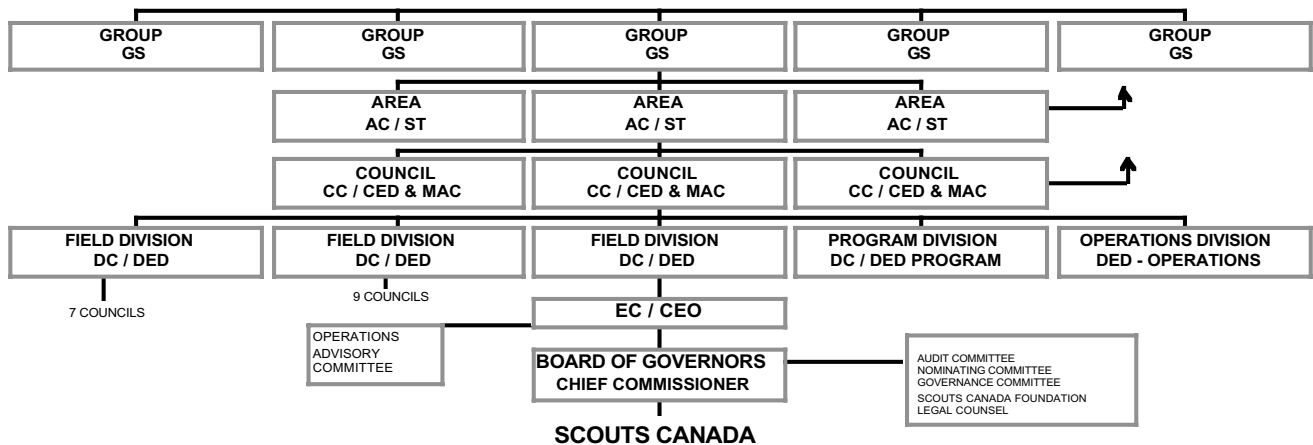 GROUP
GS
GROUP
GS
GROUP
GS
GROUP
GS
GROUP
GS
AREA
AC / ST
AREA
AC / ST
AREA
AC / ST
COUNCIL
CC / CED & MAC
COUNCIL
CC / CED & MAC
COUNCIL
CC / CED & MAC
FIELD DIVISION
DC / DED
FIELD DIVISION
DC / DED
FIELD DIVISION
DC / DED
PROGRAM DIVISION
DC / DED PROGRAM
OPERATIONS DIVISION
DED - OPERATIONS
7 COUNCILS
9 COUNCILS
EC / CEO
OPERATIONS
ADVISORY
COMMITTEE
BOARD OF GOVERNORS
CHIEF COMMISSIONER
AUDIT COMMITTEE
NOMINATING COMMITTEE
GOVERNANCE COMMITTEE
SCOUTS CANADA FOUNDATION
LEGAL COUNSEL
SCOUTS CANADA